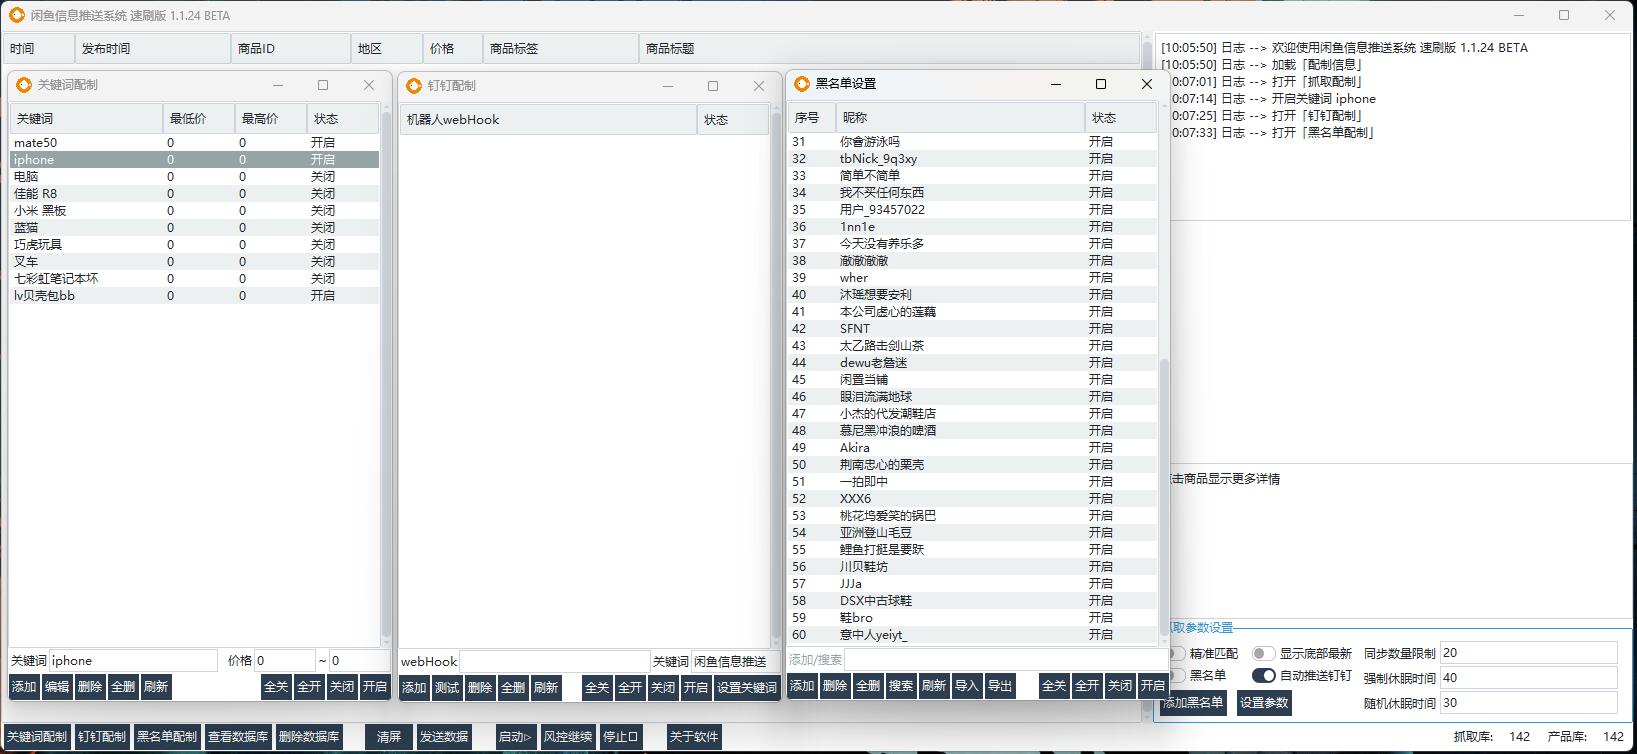 闲鱼信息推送系统 速刷版 1.1.24 BETA
时间 发布时间 商品ID 地区 价格 商品标签 商品标题
关键词配制
关键词 最低价 最高价 状态
mate50 0 0 开启
iphone 0 0 开启
电脑 0 0 关闭
佳能 R8 0 0 关闭
小米 黑板 0 0 关闭
蓝猫 0 0 关闭
巧虎玩具 0 0 关闭
叉车 0 0 关闭
七彩虹笔记本坏 0 0 关闭
lv贝壳包bb 0 0 开启
关键词 iphone 价格 0 ~ 0
添加 编辑 删除 全删 刷新 全关 全开 关闭 开启
钉钉配制
机器人webHook 状态
webHook 关键词 闲鱼信息推送
添加 测试 删除 全删 刷新 全关 全开 关闭 开启 设置关键词
黑名单设置
序号 昵称 状态
31 你會游泳吗 开启
32 tbNick_9q3xy 开启
33 简单不简单 开启
34 我不买任何东西 开启
35 用户_93457022 开启
36 1nn1e 开启
37 今天没有养乐多 开启
38 澈澈澈澈 开启
39 wher 开启
40 沐瑶想要安利 开启
41 本公司虚心的莲藕 开启
42 SFNT 开启
43 太乙路击剑山茶 开启
44 dewu老詹迷 开启
45 闲置当铺 开启
46 眼泪流满地球 开启
47 小杰的代发潮鞋店 开启
48 慕尼黑冲浪的啤酒 开启
49 Akira 开启
50 荆南忠心的栗壳 开启
51 一拍即中 开启
52 XXX6 开启
53 桃花坞爱笑的锅巴 开启
54 亚洲登山毛豆 开启
55 鲤鱼打挺是要跃 开启
56 川贝鞋坊 开启
57 JJJa 开启
58 DSX中古球鞋 开启
59 鞋bro 开启
60 意中人yeiyt_ 开启
添加/搜索
添加 删除 全删 搜索 刷新 导入 导出 全关 全开 关闭 开启
[10:05:50] 日志 --> 欢迎使用闲鱼信息推送系统 速刷版 1.1.24 BETA
[10:05:50] 日志 --> 加载「配制信息」
0:07:01] 日志 --> 打开「抓取配制」
0:07:14] 日志 --> 开启关键词 iphone
0:07:25] 日志 --> 打开「钉钉配制」
0:07:33] 日志 --> 打开「黑名单配制」
击商品显示更多详情
取参数设置
精准匹配 显示底部最新 同步数量限制 20
黑名单 自动推送钉钉 强制休眠时间 40
添加黑名单 设置参数 随机休眠时间 30
关键词配制 钉钉配制 黑名单配制 查看数据库 删除数据库 清屏 发送数据 启动▷ 风控继续 停止口 关于软件
抓取库: 142 产品库: 142